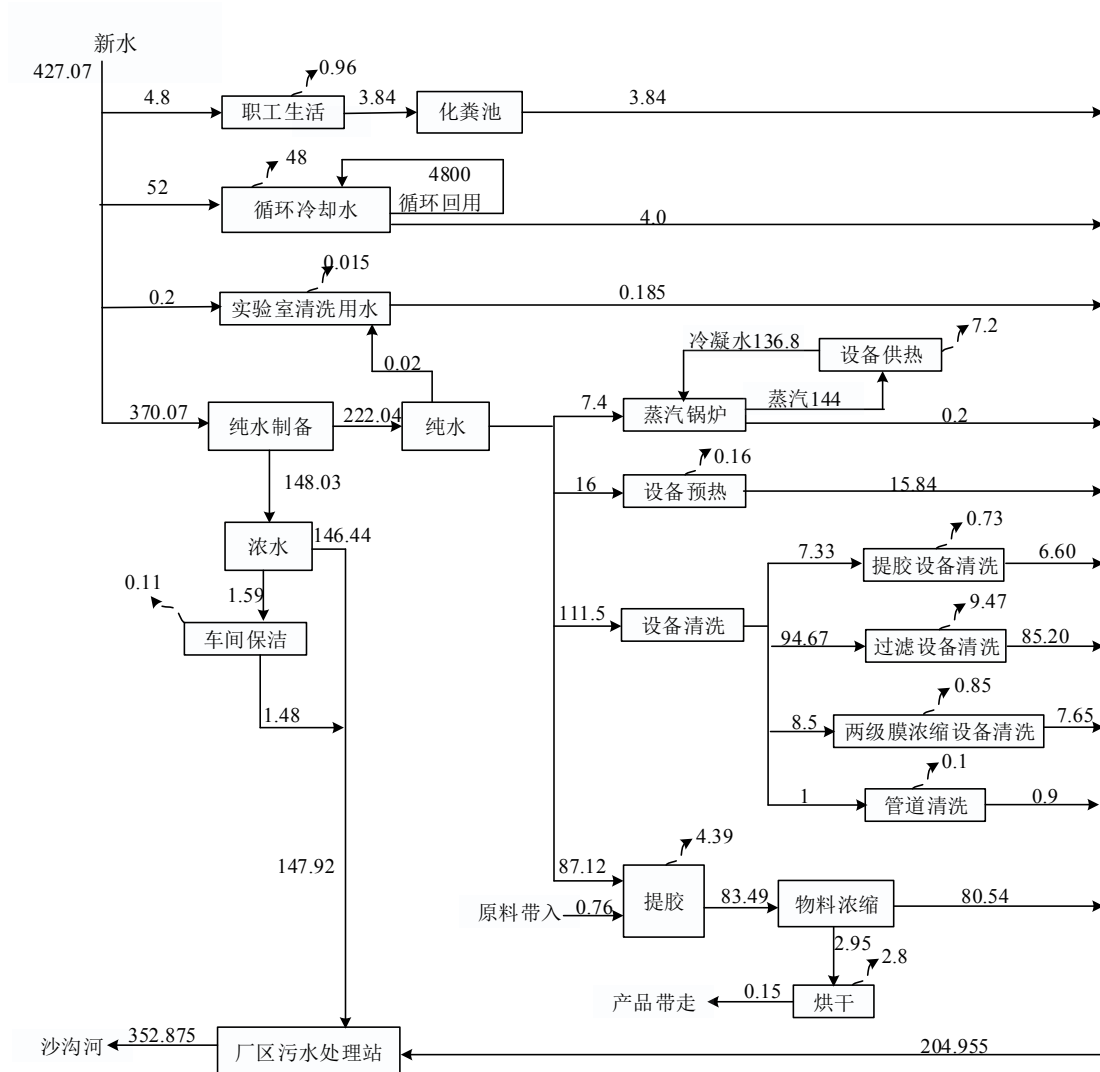 新水
427.07
0.96
4.8
职工生活
3.84
化粪池
3.84
48
4800
52
循环冷却水
循环回用
4.0
0.015
0.2
实验室清洗用水
0.185
0.02
冷凝水136.8
设备供热
7.2
370.07
纯水制备
222.04
纯水
7.4
蒸汽锅炉
蒸汽144
0.2
148.03
0.16
16
设备预热
15.84
浓水
146.44
0.73
7.33
提胶设备清洗
6.60
0.11
1.59
车间保洁
1.48
111.5
设备清洗
9.47
94.67
过滤设备清洗
85.20
0.85
8.5
两级膜浓缩设备清洗
7.65
0.1
1
管道清洗
0.9
147.92
4.39
87.12
原料带入
0.76
提胶
83.49
物料浓缩
80.54
2.95
2.8
产品带走
0.15
烘干
沙沟河
352.875
厂区污水处理站
204.955